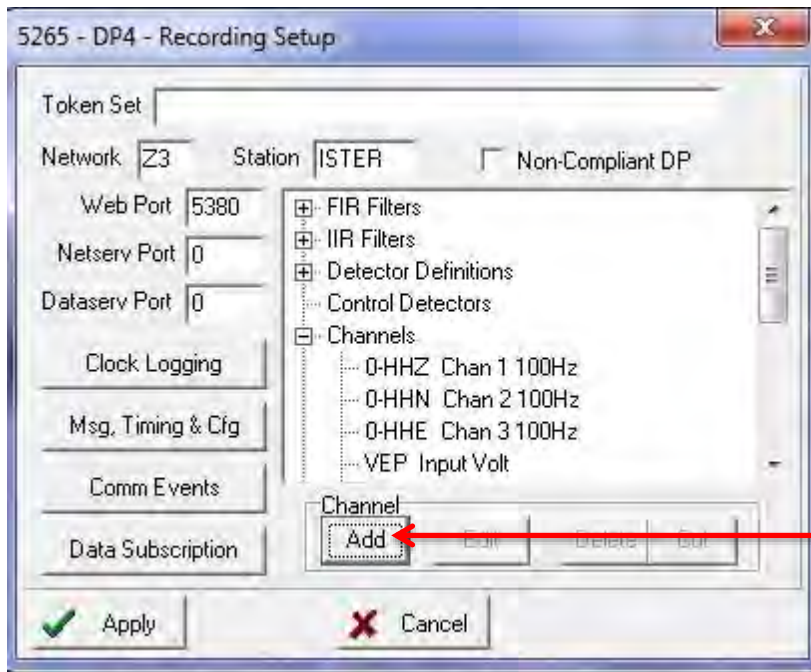 5265 - DP4 - Recording Setup
Token Set
Network Z3 Station ISTER Non-Compliant DP
Web Port 5380
Netserv Port 0
Dataserv Port 0
Clock Logging
Msg, Timing & Cfg
Comm Events
Data Subscription
FIR Filters
IIR Filters
Detector Definitions
Control Detectors
Channels
0-HHZ Chan 1 100Hz
0-HHN Chan 2 100Hz
0-HHE Chan 3 100Hz
VEP Input Volt
Channel
Add Edit Delete Cut
Apply Cancel